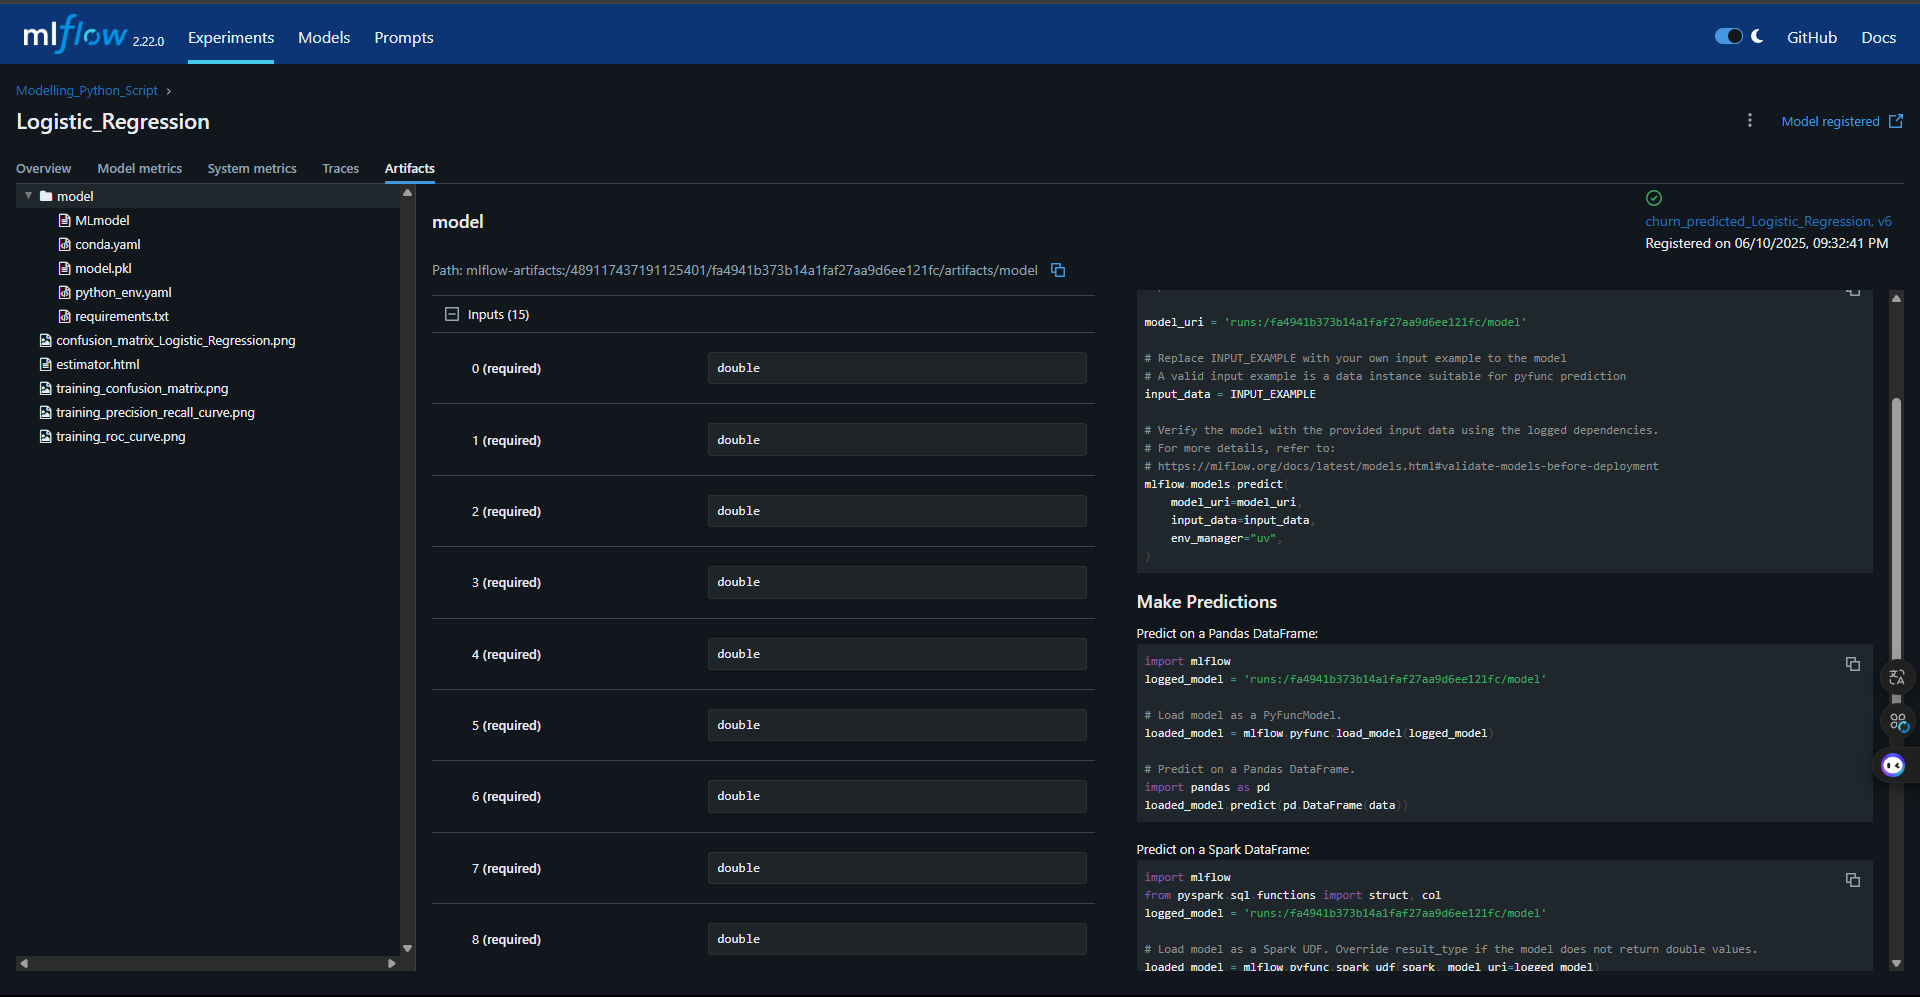 mlflow 2.22.0 Experiments Models Prompts GitHub Docs
Modelling_Python_Script ›
Logistic_Regression
Model registered
Overview Model metrics System metrics Traces Artifacts
model
MLmodel
conda.yaml
model.pkl
python_env.yaml
requirements.txt
confusion_matrix_Logistic_Regression.png
estimator.html
training_confusion_matrix.png
training_precision_recall_curve.png
training_roc_curve.png
model
Path: mlflow-artifacts:/489117437191125401/fa4941b373b14a1faf27aa9d6ee121fc/artifacts/model
churn_predicted_Logistic_Regression, v6
Registered on 06/10/2025, 09:32:41 PM
Inputs (15)
0 (required) double
1 (required) double
2 (required) double
3 (required) double
4 (required) double
5 (required) double
6 (required) double
7 (required) double
8 (required) double
model_uri = 'runs:/fa4941b373b14a1faf27aa9d6ee121fc/model'
# Replace INPUT_EXAMPLE with your own input example to the model
# A valid input example is a data instance suitable for pyfunc prediction
input_data = INPUT_EXAMPLE
# Verify the model with the provided input data using the logged dependencies.
# For more details, refer to:
# https://mlflow.org/docs/latest/models.html#validate-models-before-deployment
mlflow.models.predict(
model_uri=model_uri,
input_data=input_data,
env_manager="uv",
)
Make Predictions
Predict on a Pandas DataFrame:
import mlflow
logged_model = 'runs:/fa4941b373b14a1faf27aa9d6ee121fc/model'
# Load model as a PyFuncModel.
loaded_model = mlflow.pyfunc.load_model(logged_model)
# Predict on a Pandas DataFrame.
import pandas as pd
loaded_model.predict(pd.DataFrame(data))
Predict on a Spark DataFrame:
import mlflow
from pyspark.sql.functions import struct, col
logged_model = 'runs:/fa4941b373b14a1faf27aa9d6ee121fc/model'
# Load model as a Spark UDF. Override result_type if the model does not return double values.
loaded_model = mlflow.pyfunc.spark_udf(spark, model_uri=logged_model)